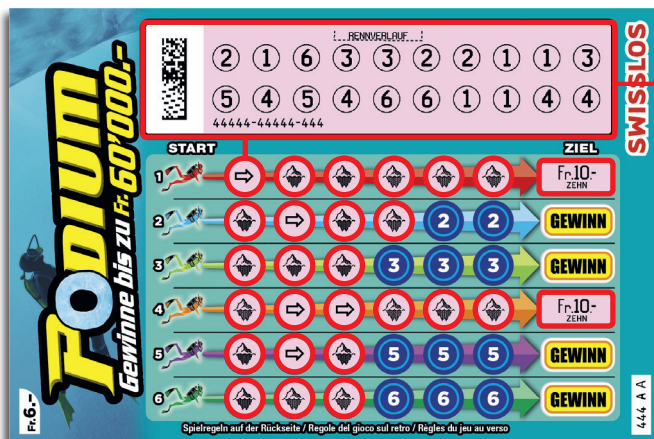 PODIUM
Gewinne bis zu Fr. 60'000.-
Fr. 6.-
RENNVERLAUF
2 1 6 3 3 2 2 1 1 3
5 4 5 4 6 6 1 1 4 4
44444-44444-444
SWISSLOS
START ZIEL
1 Fr.10.-
ZEHN
2 2 2 GEWINN
3 3 3 3 GEWINN
4 Fr.10.-
ZEHN
5 5 5 5 GEWINN
6 6 6 6 GEWINN
Spielregeln auf der Rückseite / Regole del gioco sul retro / Règles du jeu au verso
444 A A